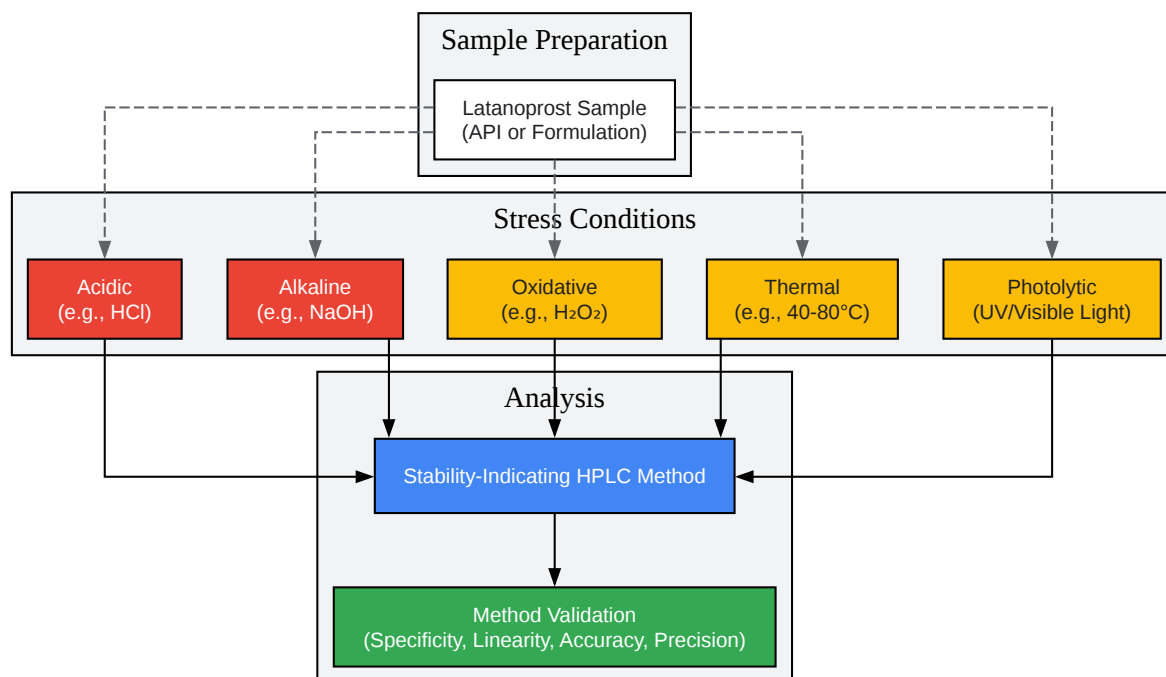 Sample Preparation
Latanoprost Sample
(API or Formulation)
Stress Conditions
Acidic
(e.g., HCl)
Alkaline
(e.g., NaOH)
Oxidative
(e.g., H₂O₂)
Thermal
(e.g., 40-80°C)
Photolytic
(UV/Visible Light)
Analysis
Stability-Indicating HPLC Method
Method Validation
(Specificity, Linearity, Accuracy, Precision)